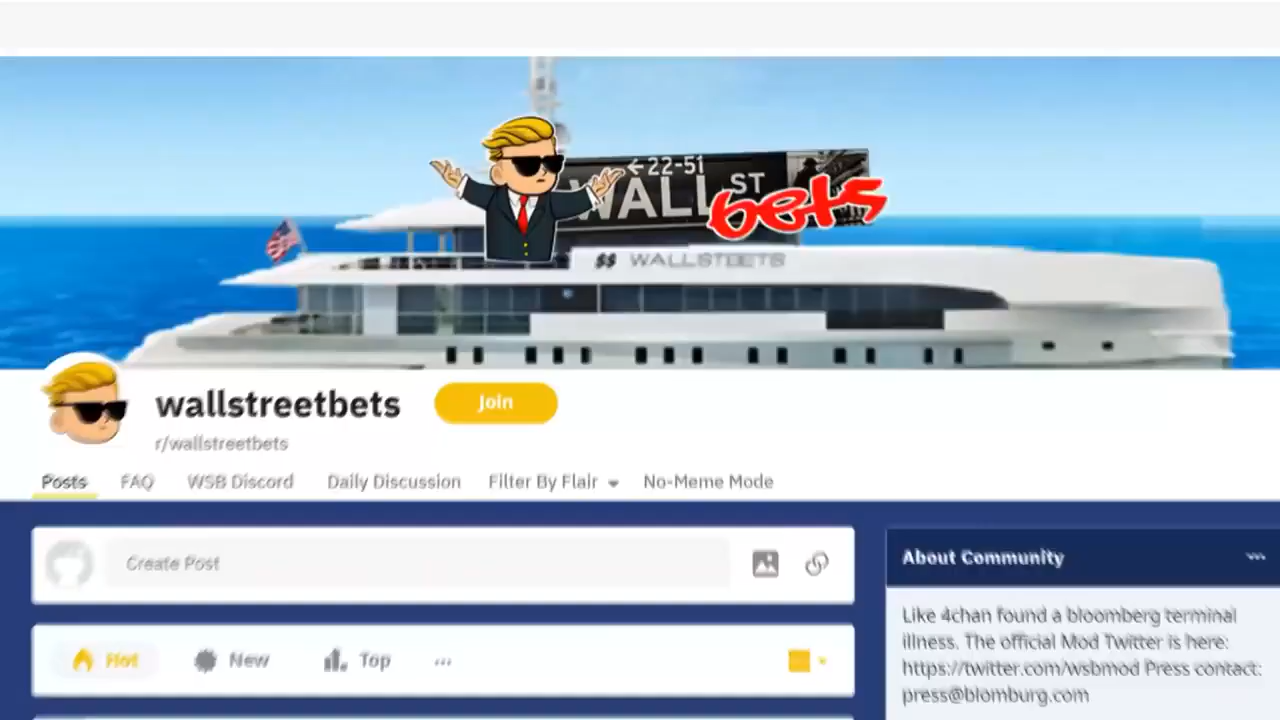 ←22-51
WALL ST
bets
$$ WALLSTEETS
wallstreetbets
Join
r/wallstreetbets
Posts FAQ WSB Discord Daily Discussion Filter By Flair No-Meme Mode
Create Post
About Community
Hot New Top
Like 4chan found a bloomberg terminal
illness. The official Mod Twitter is here:
https://twitter.com/wsbmod Press contact:
press@blomburg.com